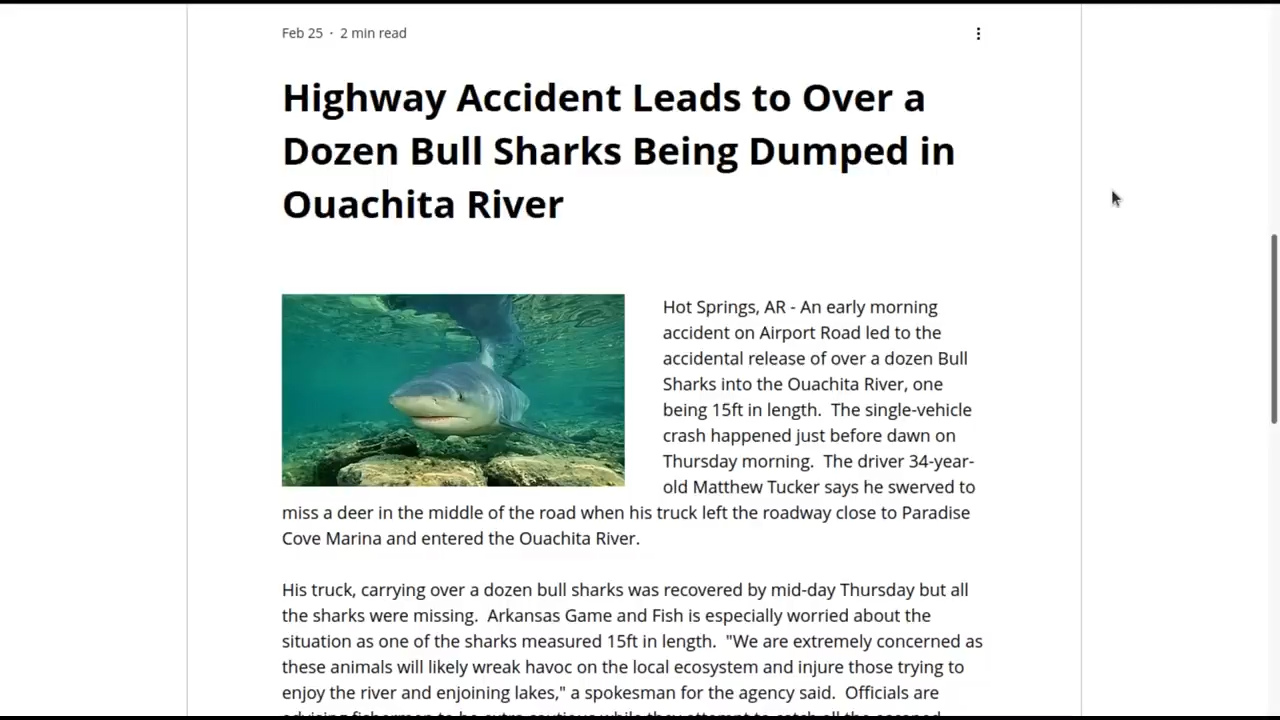 Feb 25 · 2 min read
Highway Accident Leads to Over a
Dozen Bull Sharks Being Dumped in
Ouachita River
Hot Springs, AR - An early morning
accident on Airport Road led to the
accidental release of over a dozen Bull
Sharks into the Ouachita River, one
being 15ft in length.  The single-vehicle
crash happened just before dawn on
Thursday morning.  The driver 34-year-
old Matthew Tucker says he swerved to
miss a deer in the middle of the road when his truck left the roadway close to Paradise
Cove Marina and entered the Ouachita River.
His truck, carrying over a dozen bull sharks was recovered by mid-day Thursday but all
the sharks were missing.  Arkansas Game and Fish is especially worried about the
situation as one of the sharks measured 15ft in length.  "We are extremely concerned as
these animals will likely wreak havoc on the local ecosystem and injure those trying to
enjoy the river and enjoining lakes," a spokesman for the agency said.  Officials are